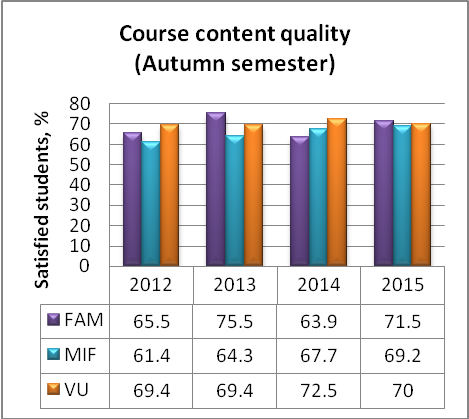 Course content quality
(Autumn semester)
Satisfied students, %
80
70
60
50
40
30
20
10
0
2012 2013 2014 2015
FAM 65.5 75.5 63.9 71.5
MIF 61.4 64.3 67.7 69.2
VU 69.4 69.4 72.5 70